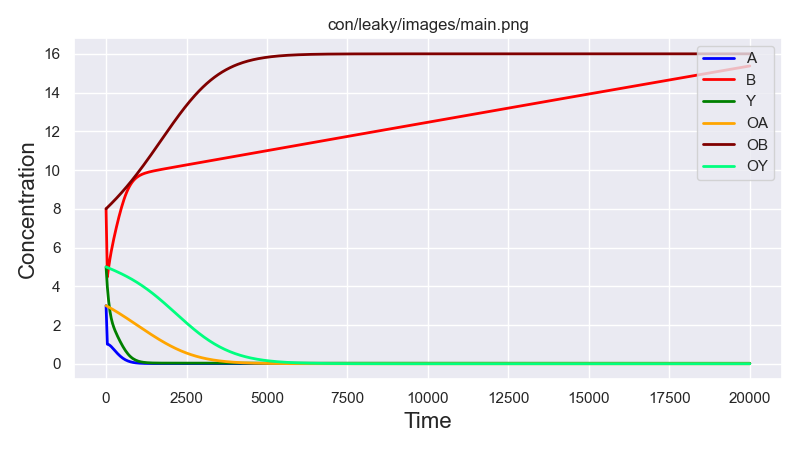 con/leaky/images/main.png
Concentration
16
14
12
10
8
6
4
2
0
0 2500 5000 7500 10000 12500 15000 17500 20000
Time
A
B
Y
OA
OB
OY